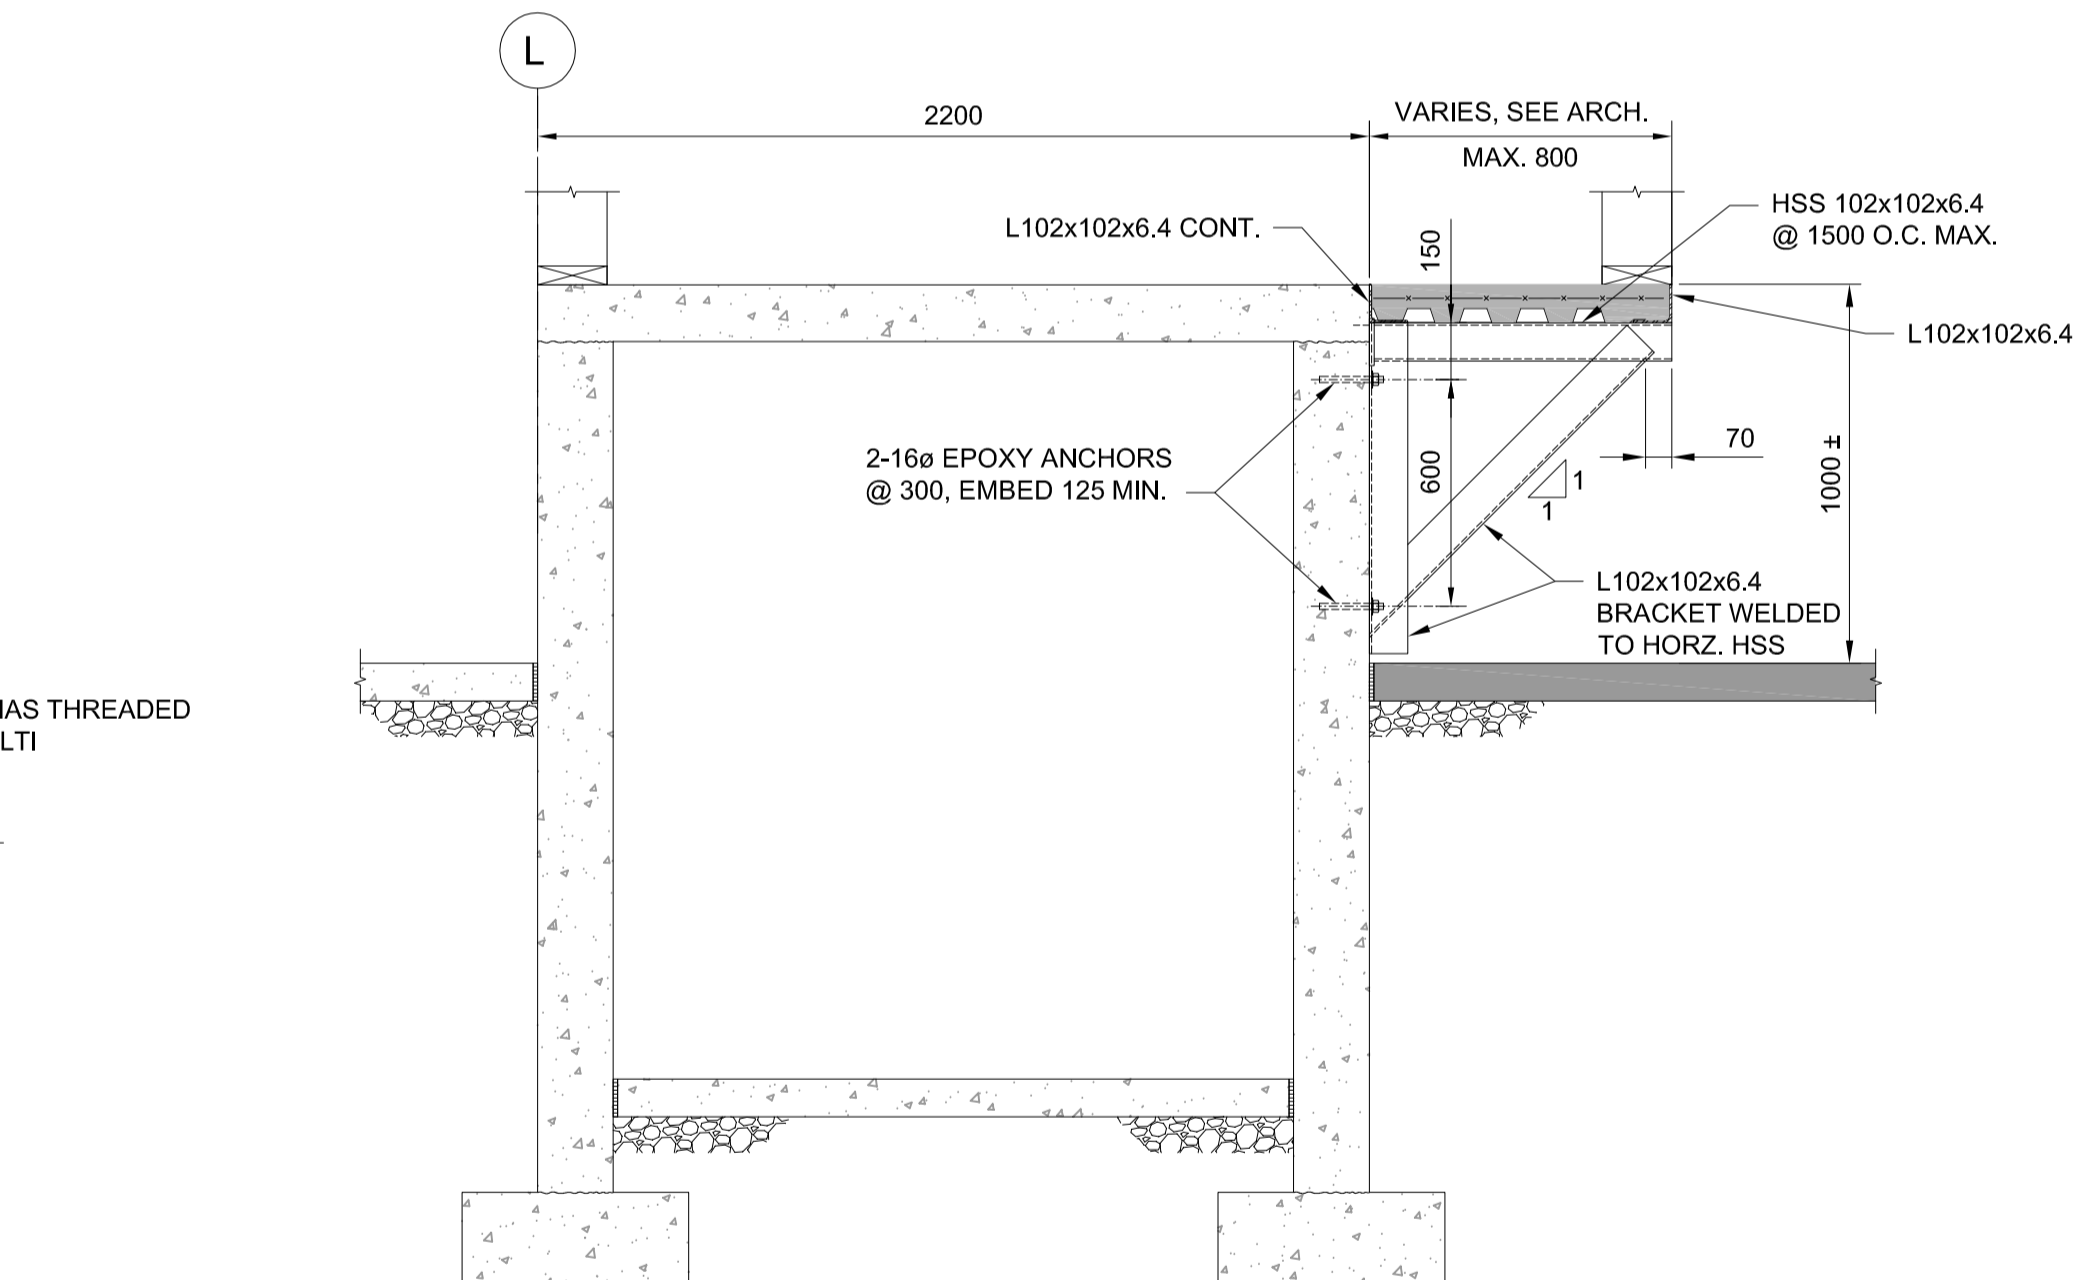 L
2200
VARIES, SEE ARCH.
MAX. 800
HSS 102x102x6.4
@ 1500 O.C. MAX.
L102x102x6.4 CONT.
150
L102x102x6.4
2-16ø EPOXY ANCHORS
@ 300, EMBED 125 MIN.
600
70
1000 ±
1
1
L102x102x6.4
BRACKET WELDED
TO HORZ. HSS
THREADED